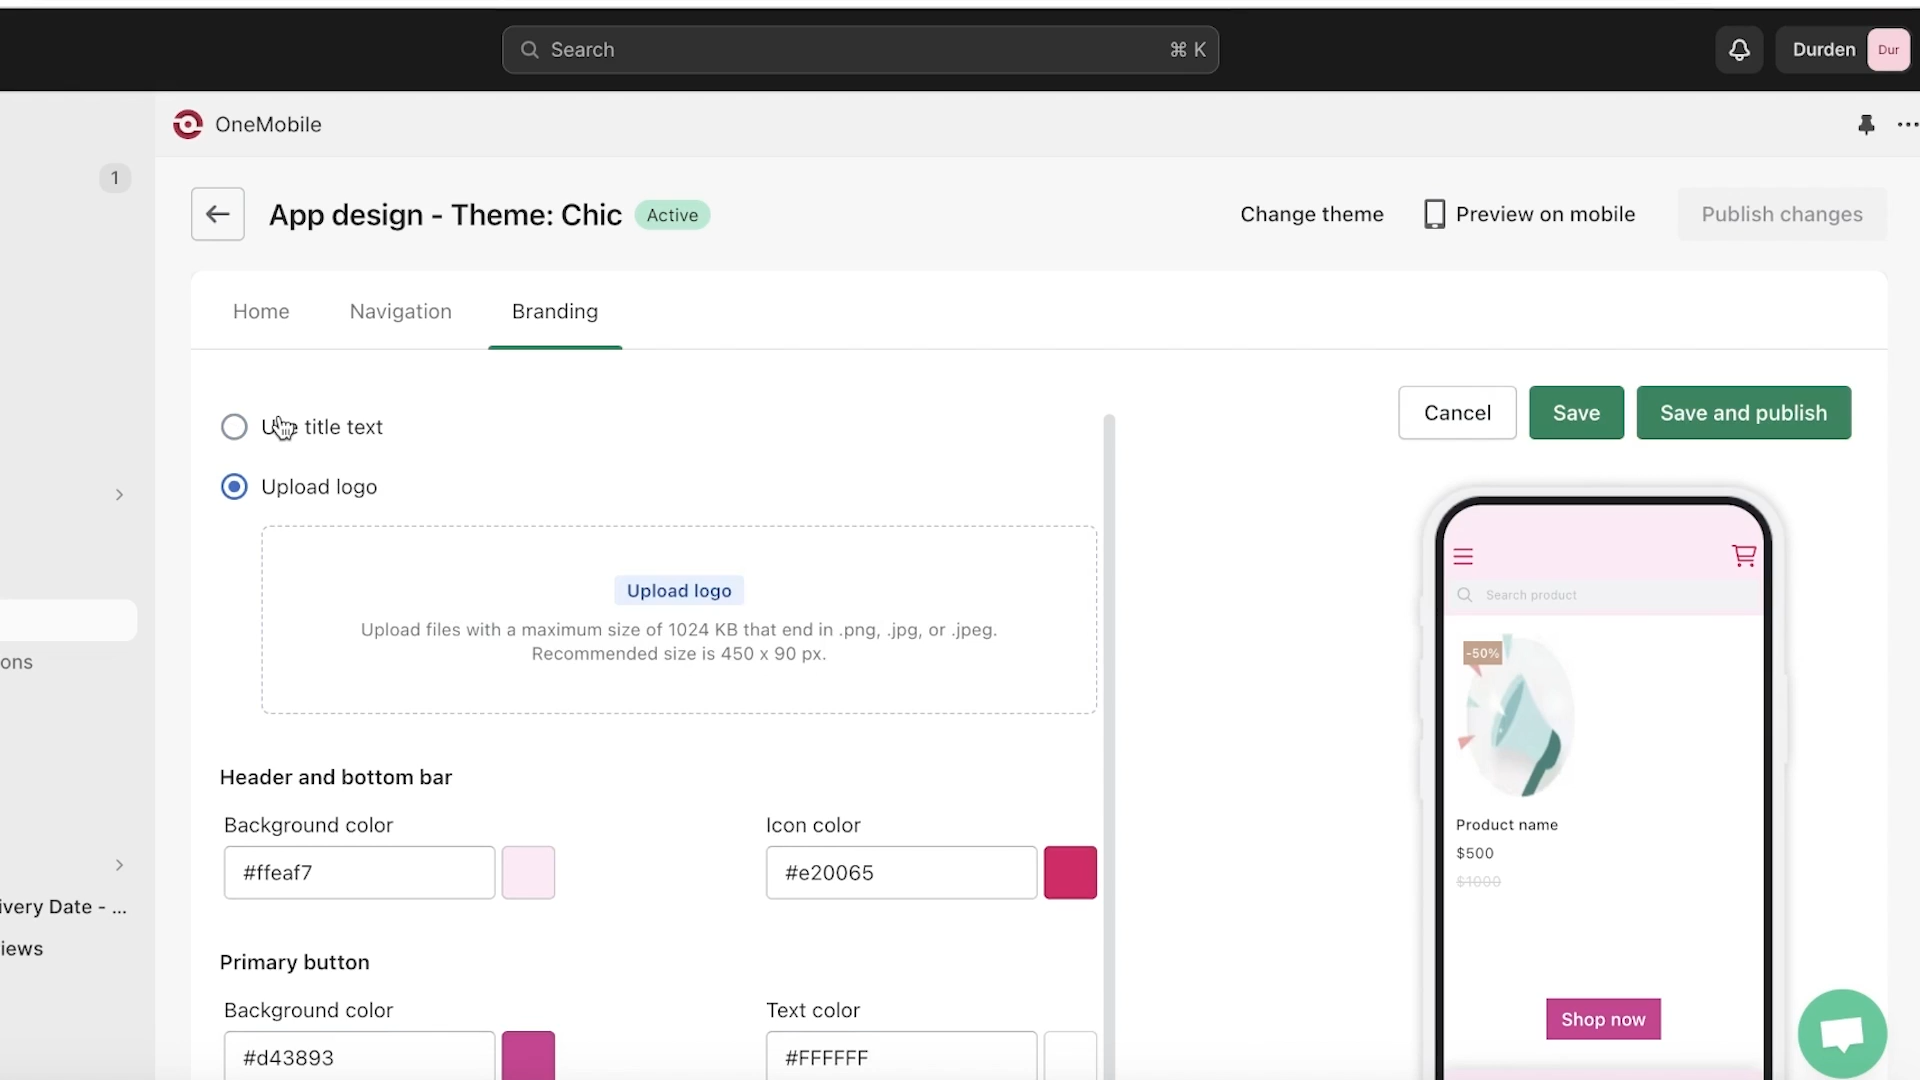 Search
⌘ K
Durden
Dur
OneMobile
1
App design - Theme: Chic
Active
Change theme
Preview on mobile
Publish changes
Home
Navigation
Branding
Cancel
Save
Save and publish
title text
Upload logo
Upload logo
Upload files with a maximum size of 1024 KB that end in .png, .jpg, or .jpeg.
Recommended size is 450 x 90 px.
Header and bottom bar
Background color
Icon color
#ffeaf7
#e20065
Primary button
Background color
Text color
#d43893
#FFFFFF
ons
ivery Date - ...
iews
Search product
-50%
Product name
$500
$1000
Shop now